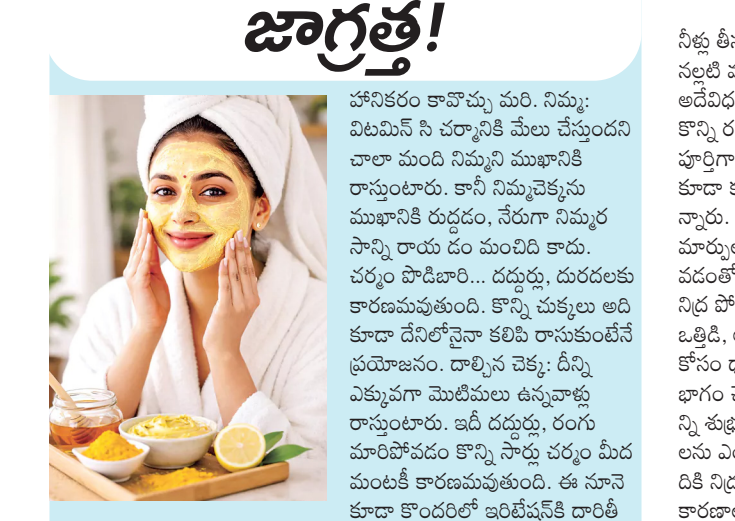 జాగ్రత్త!
హానికరం కావొచ్చు మరి. నిమ్మ:
విటమిన్ సి చర్మానికి మేలు చేస్తుందని
చాలా మంది నిమ్మని ముఖానికి
రాస్తుంటారు. కానీ నిమ్మచెక్కను
ముఖానికి రుద్దడం, నేరుగా నిమ్మర
సాన్ని రాయ డం మంచిది కాదు.
చర్మం పొడిబారి... దద్దుర్లు, దురదలకు
కారణమవుతుంది. కొన్ని చుక్కలు అది
కూడా దేనిలోనైనా కలిపి రాసుకుంటేనే
ప్రయోజనం. దాల్చిన చెక్క: దీన్ని
ఎక్కువగా మొటిమలు ఉన్నవాళ్లు
రాస్తుంటారు. ఇదీ దద్దుర్లు, రంగు
మారిపోవడం కొన్ని సార్లు చర్మం మీద
మంటకీ కారణమవుతుంది. ఈ నూనె
కూడా కొందరిలో ఇరిటేషన్‌కి దారితీ
నీళ్లు
నల్లటి
అదేవిధ
కొన్ని
పూర్తిగా
కూడా
న్నారు.
మార్పుల
వడంతో
నిద్ర
ఒత్తిడి,
కోసం
భాగం
న్ని
లను
దికి